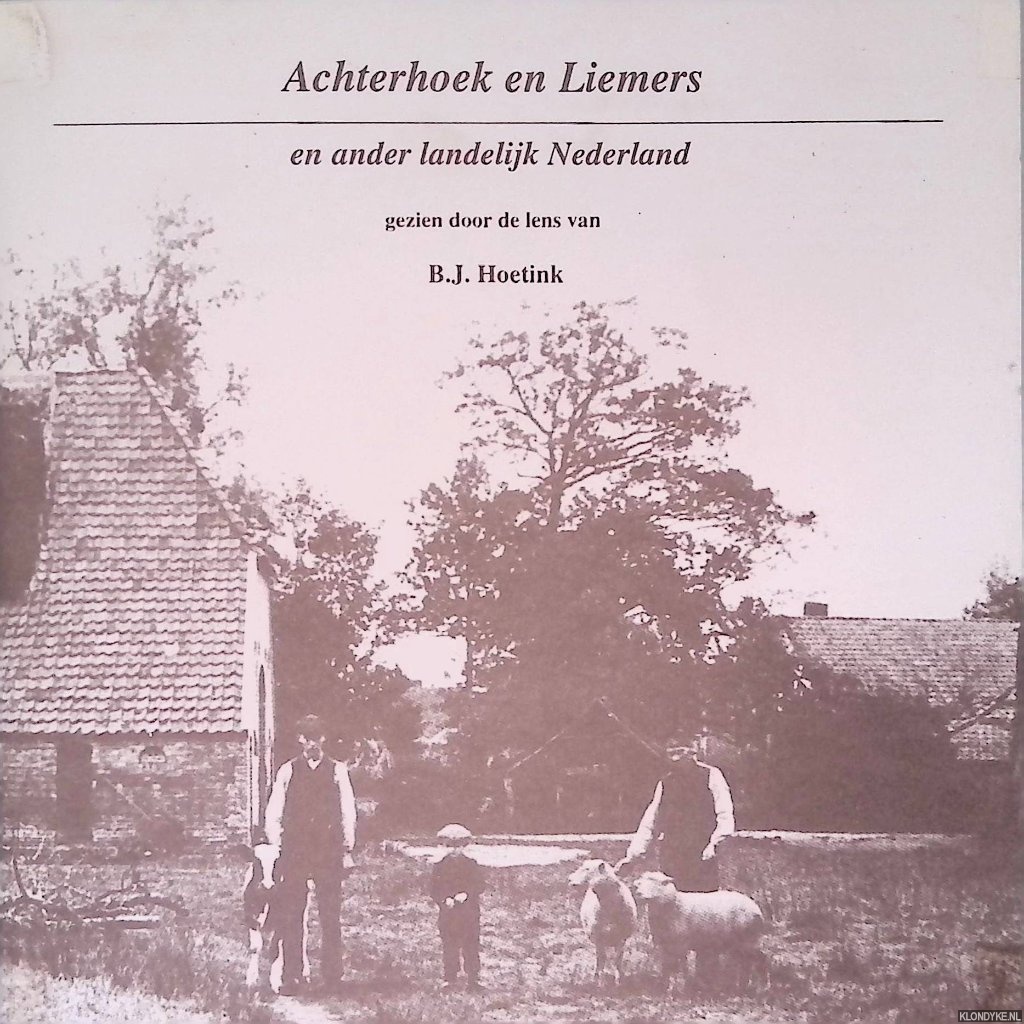 Achterhoek en Liemers
en ander landelijk Nederland
gezien door de lens van
B.J. Hoetink
KLONDYKE.NL